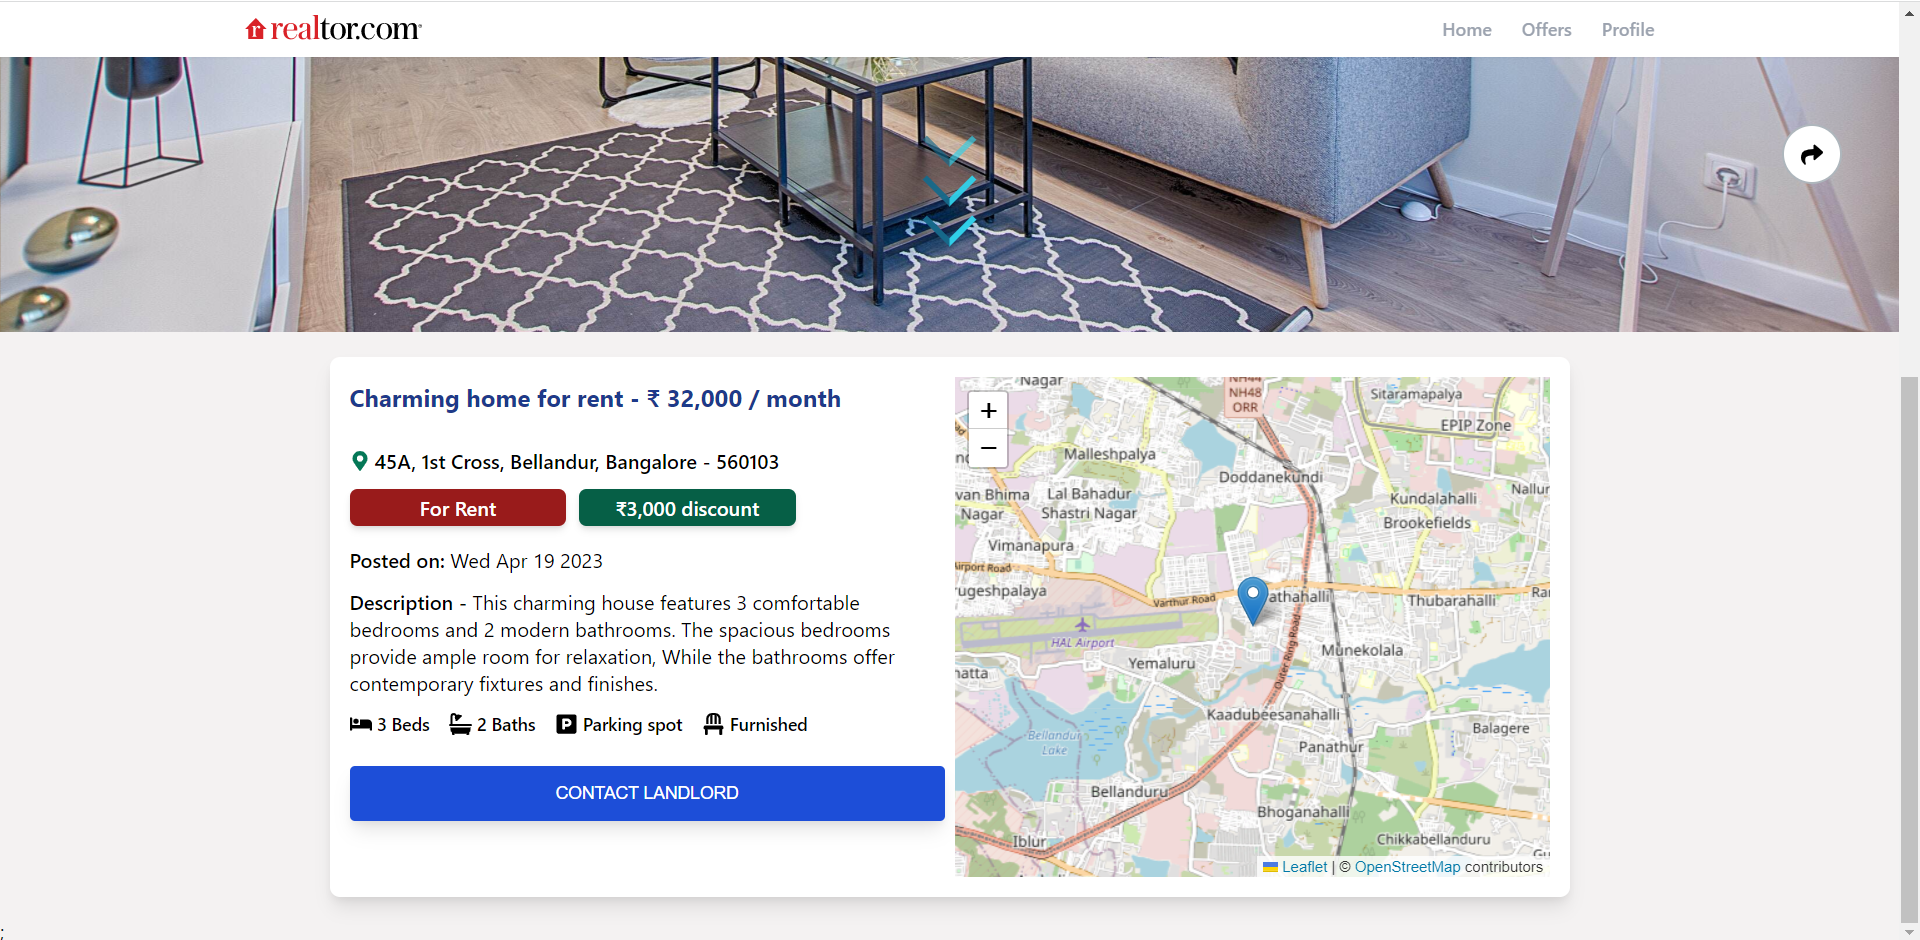 realtor.com
Home Offers Profile
Charming home for rent - ₹ 32,000 / month
45A, 1st Cross, Bellandur, Bangalore - 560103
For Rent
₹3,000 discount
Posted on: Wed Apr 19 2023
Description - This charming house features 3 comfortable
bedrooms and 2 modern bathrooms. The spacious bedrooms
provide ample room for relaxation, While the bathrooms offer
contemporary fixtures and finishes.
3 Beds 2 Baths Parking spot Furnished
CONTACT LANDLORD
+
−
Nagar
NH44
NH48
ORR
Sitaramapalya
EPIP Zone
Malleshpalya
Doddanekundi
van Bhima
Nagar
Lal Bahadur
Shastri Nagar
Kundalahalli
Nallur
Brookefields
Vimanapura
Airport Road
rugeshpalaya
Varthur Road
athahalli
Thubarahalli
HAL Airport
Yemaluru
Munekolala
Outer Ring Road
Kaadubeesanahalli
Bellandur
Lake
Panathur
Balagere
Bellanduru
Bhoganahalli
Iblur
Chikkabellanduru
Leaflet | © OpenStreetMap contributors
;